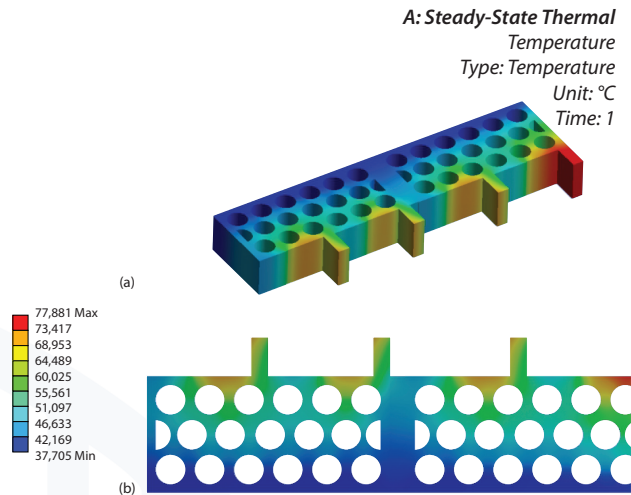 A: Steady-State Thermal
Temperature
Type: Temperature
Unit: °C
Time: 1
(a)
77,881 Max
73,417
68,953
64,489
60,025
55,561
51,097
46,633
42,169
37,705 Min
(b)